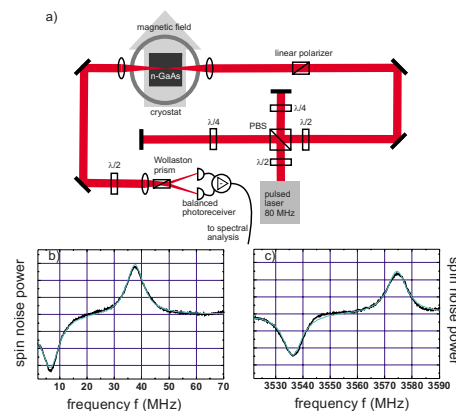 a)
magnetic field
linear polarizer
n-GaAs
cryostat
λ/4
λ/4
PBS
λ/2
λ/2
λ/2
Wollaston
prism
balanced
photoreceiver
pulsed
laser
80 MHz
to spectral
analysis
b)
spin noise power
10 20 30 40 50 60 70
frequency f (MHz)
c)
spin noise power
3530 3540 3550 3560 3570 3580 3590
frequency f (MHz)